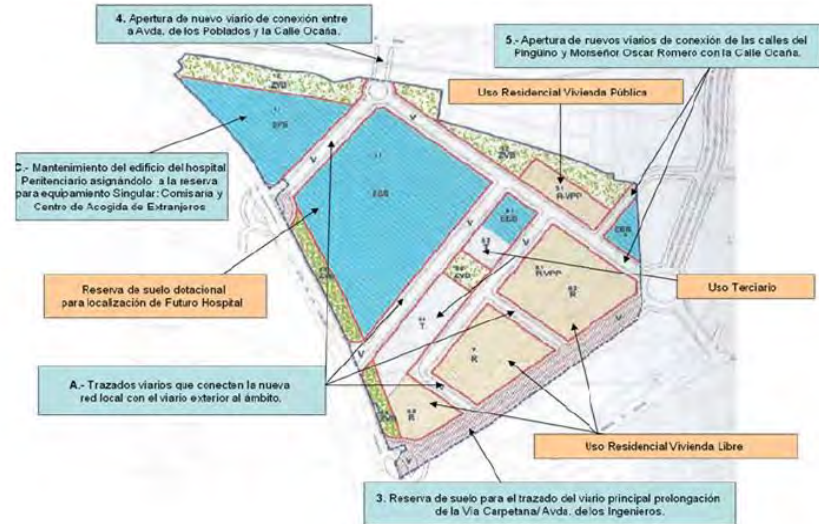 4. Apertura de nuevo viario de conexión entre
a Avda. de los Poblados y la Calle Ocaña.
5.- Apertura de nuevos viarios de conexión de las calles del
Pingüino y Monseñor Oscar Romero con la Calle Ocaña.
Uso Residencial Vivienda Pública
C.- Mantenimiento del edificio del hospital
Penitenciario asignándolo a la reserva
para equipamiento Singular: Comisaria y
Centro de Acogida de Extranjeros
Reserva de suelo dotacional
para localización de Futuro Hospital
Uso Terciario
A.- Trazados viarios que conecten la nueva
red local con el viario exterior al ámbito.
Uso Residencial Vivienda Libre
3. Reserva de suelo para el trazado del viario principal prolongación
de la Vía Carpetana/ Avda. de los Ingenieros.
ZVB
V
V
ZVB
R-VPP
V
V
T
R-VPP
R
T
V
R
V
R
V